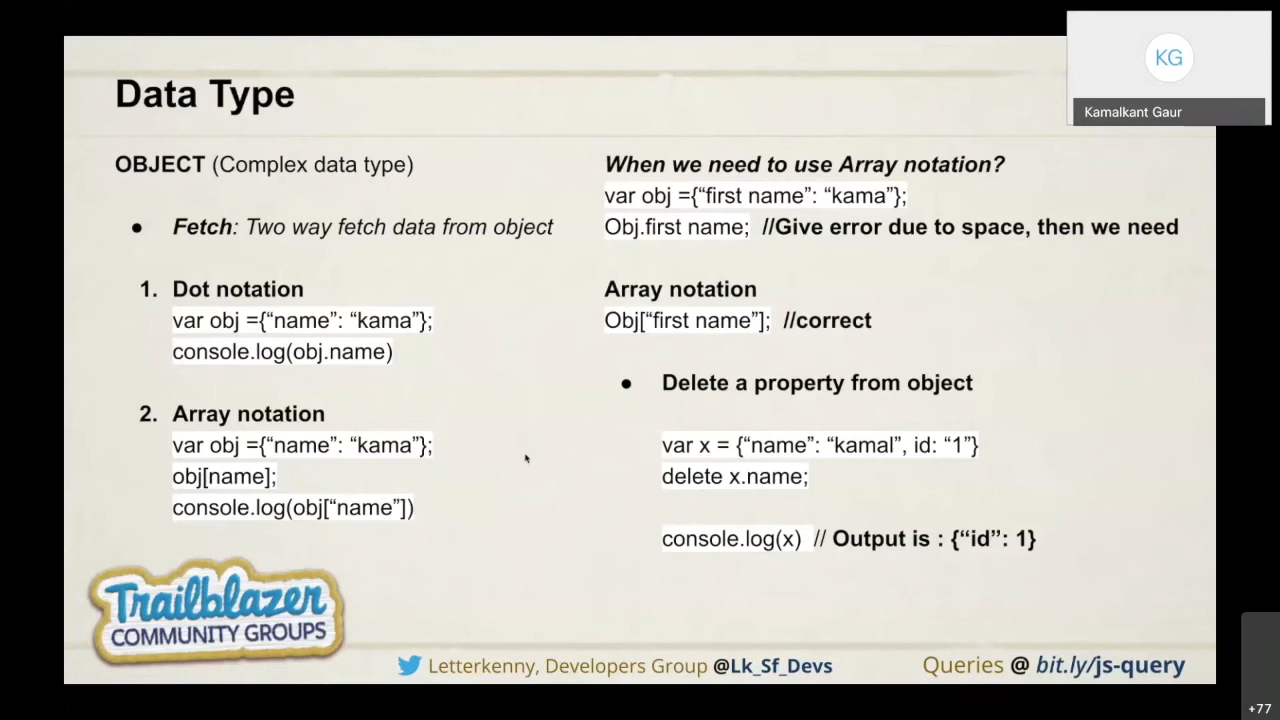 KG
Kamalkant Gaur
Data Type
OBJECT (Complex data type)
● Fetch: Two way fetch data from object
1. Dot notation
var obj ={“name”: “kama”};
console.log(obj.name)
2. Array notation
var obj ={“name”: “kama”};
obj[name];
console.log(obj[“name”])
When we need to use Array notation?
var obj ={“first name”: “kama”};
Obj.first name; //Give error due to space, then we need
Array notation
Obj[“first name”]; //correct
● Delete a property from object
var x = {“name”: “kamal”, id: “1”}
delete x.name;
console.log(x) // Output is : {“id”: 1}
Trailblazer
COMMUNITY GROUPS
Letterkenny, Developers Group @Lk_Sf_Devs
Queries @ bit.ly/js-query
+77